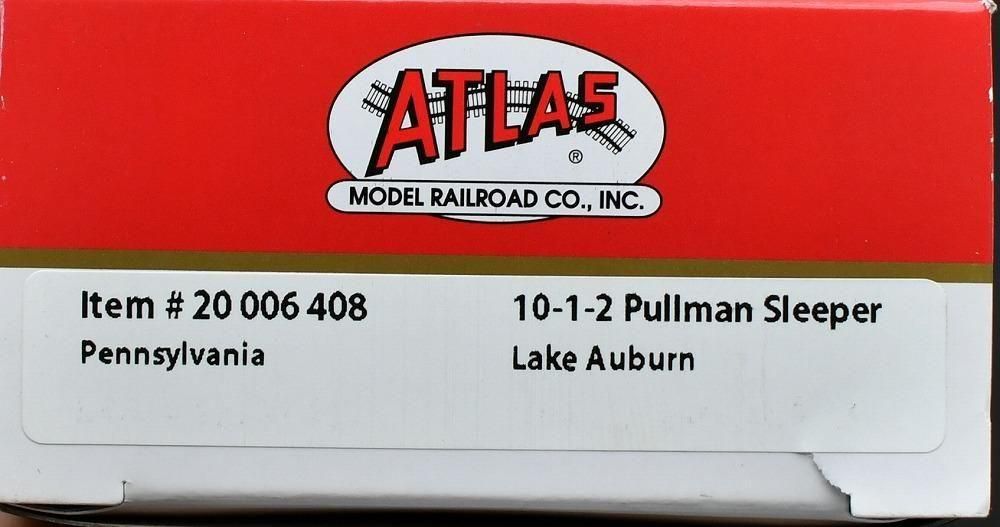 ATLAS
®
MODEL RAILROAD CO., INC.
Item # 20 006 408
10-1-2 Pullman Sleeper
Pennsylvania
Lake Auburn